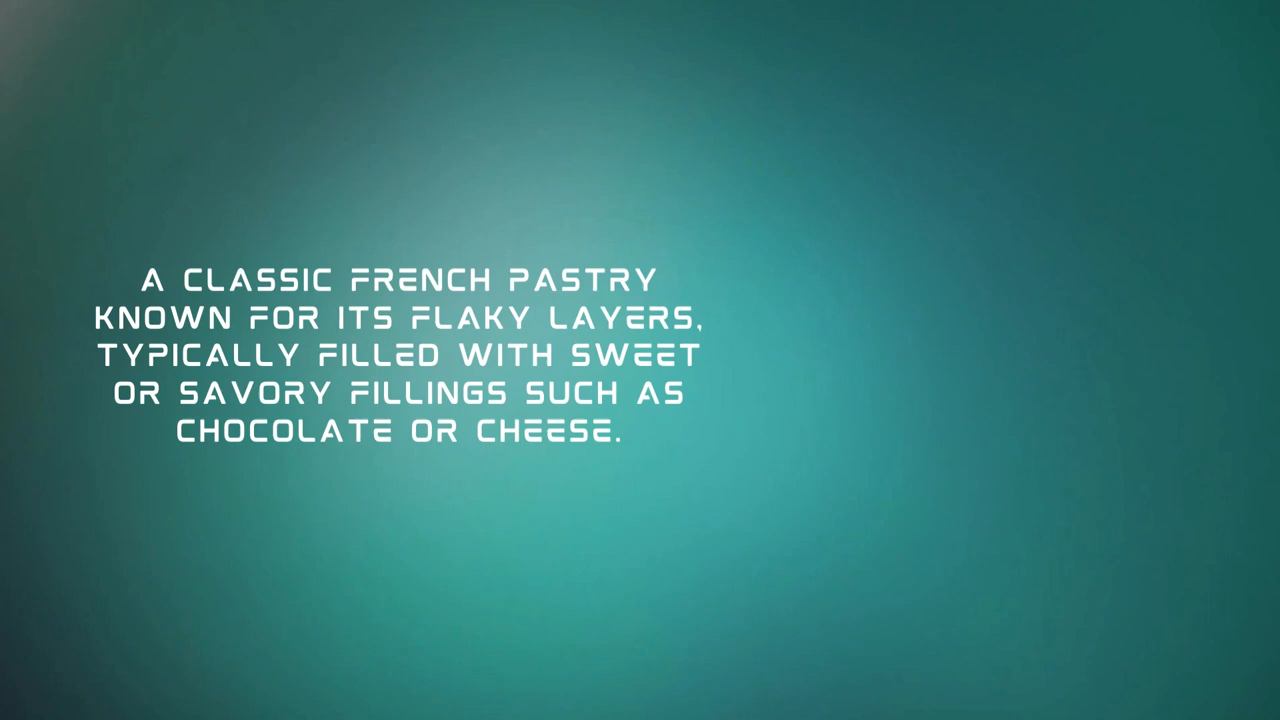 A CLASSIC FRENCH PASTRY
KNOWN FOR ITS FLAKY LAYERS,
TYPICALLY FILLED WITH SWEET
OR SAVORY FILLINGS SUCH AS
CHOCOLATE OR CHEESE.